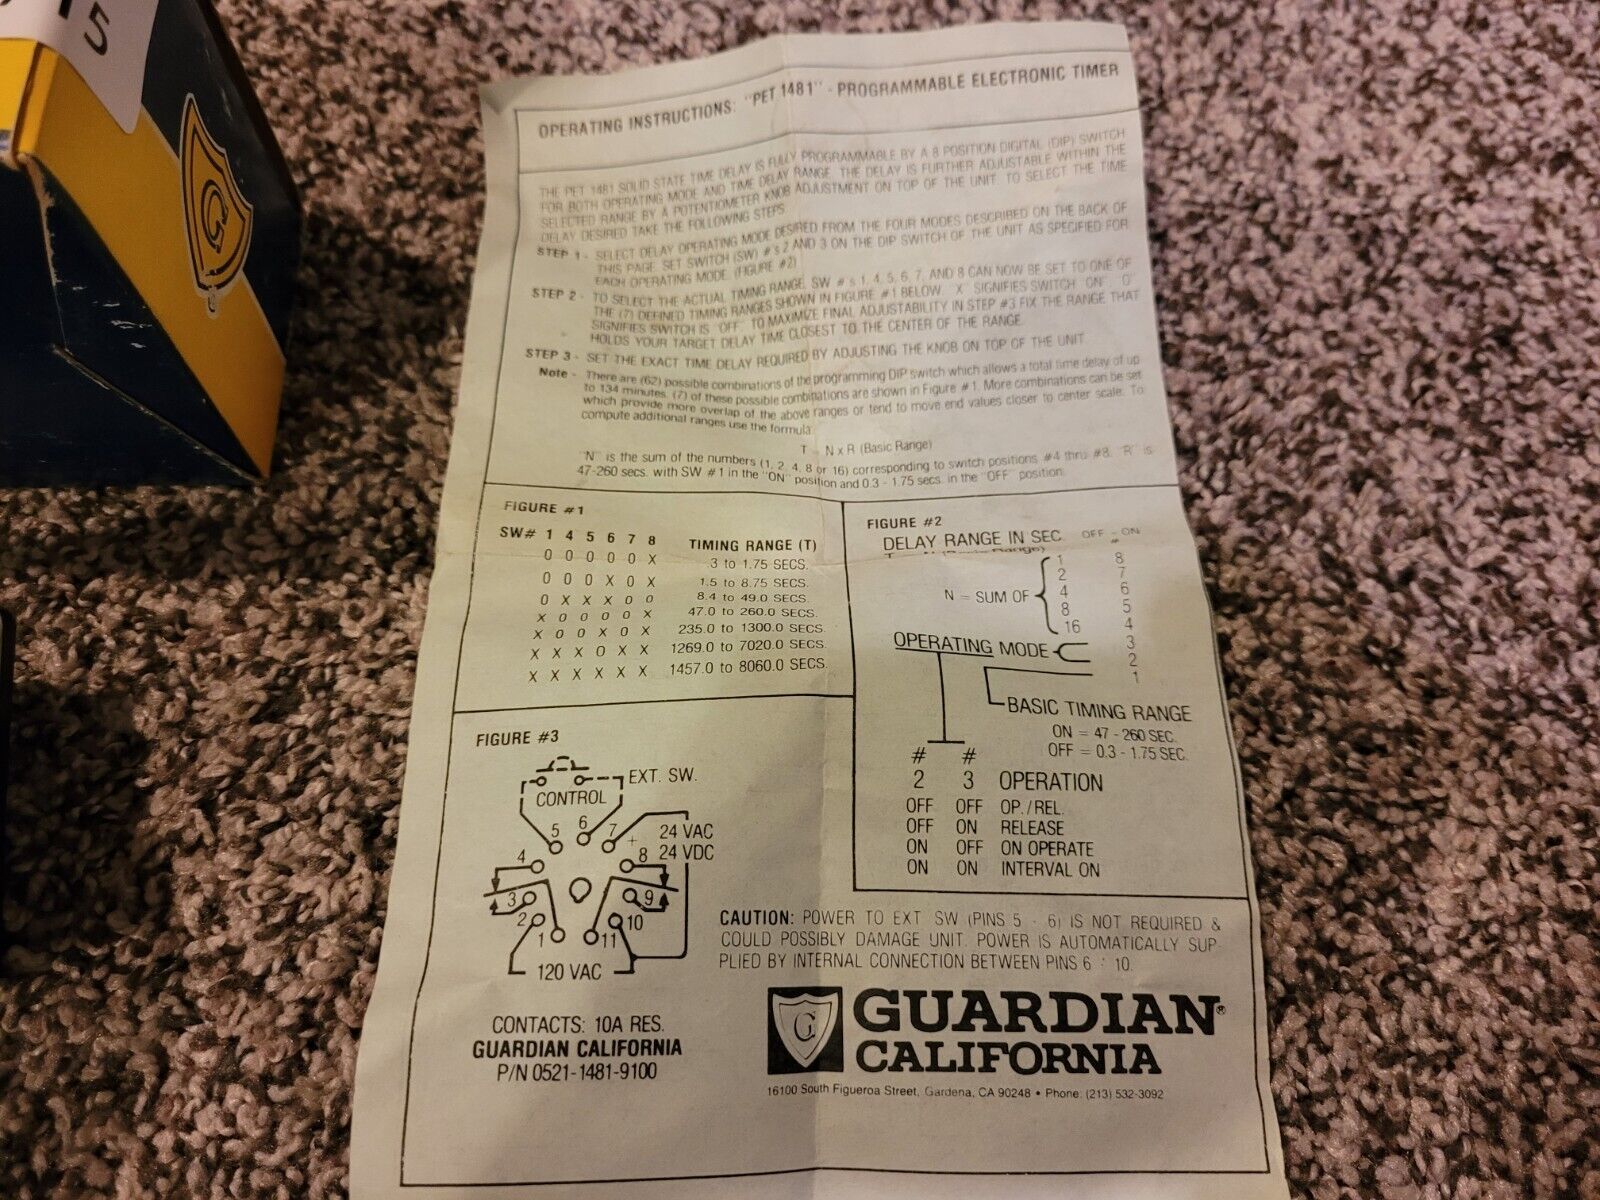 5
OPERATING INSTRUCTIONS: "PET 1481" - PROGRAMMABLE ELECTRONIC TIMER
THE PET 1481 SOLID STATE TIME DELAY IS FULLY PROGRAMMABLE BY A 8 POSITION DIGITAL (DIP) SWITCH
FOR BOTH OPERATING MODE AND TIME DELAY RANGE. THE DELAY IS FURTHER ADJUSTABLE WITHIN THE
SELECTED RANGE BY A POTENTIOMETER KNOB ADJUSTMENT ON TOP OF THE UNIT. TO SELECT THE TIME
DELAY DESIRED TAKE THE FOLLOWING STEPS.
STEP 1 - SELECT DELAY OPERATING MODE DESIRED FROM THE FOUR MODES DESCRIBED ON THE BACK OF
THIS PAGE. SET SWITCH (SW) #'s 2 AND 3 ON THE DIP SWITCH OF THE UNIT AS SPECIFIED FOR
EACH OPERATING MODE. (FIGURE #2)
STEP 2 - TO SELECT THE ACTUAL TIMING RANGE, SW #'s 1, 4, 5, 6, 7, AND 8 CAN NOW BE SET TO ONE OF
THE (7) DEFINED TIMING RANGES SHOWN IN FIGURE #1 BELOW. "X" SIGNIFIES SWITCH "ON", "O"
SIGNIFIES SWITCH IS "OFF". TO MAXIMIZE FINAL ADJUSTABILITY IN STEP #3 FIX THE RANGE THAT
HOLDS YOUR TARGET DELAY TIME CLOSEST TO THE CENTER OF THE RANGE.
STEP 3 - SET THE EXACT TIME DELAY REQUIRED BY ADJUSTING THE KNOB ON TOP OF THE UNIT.
Note - There are (62) possible combinations of the programming DIP switch which allows a total time delay of up
to 134 minutes. (7) of these possible combinations are shown in Figure #1. More combinations can be set
which provide more overlap of the above ranges or tend to move end values closer to center scale. To
compute additional ranges use the formula:
T N x R (Basic Range)
"N" is the sum of the numbers (1, 2, 4, 8 or 16) corresponding to switch positions #4 thru #8. "R" is
47-260 secs. with SW #1 in the "ON" position and 0.3 - 1.75 secs. in the "OFF" position.
FIGURE #1
SW# 1 4 5 6 7 8 TIMING RANGE (T)
0 0 0 0 0 X 3 to 1.75 SECS.
0 0 0 X 0 X 1.5 to 8.75 SECS.
0 X X X 0 0 8.4 to 49.0 SECS.
X 0 0 0 0 X 47.0 to 260.0 SECS.
X 0 0 X 0 X 235.0 to 1300.0 SECS.
X X X 0 X X 1269.0 to 7020.0 SECS.
X X X X X X 1457.0 to 8060.0 SECS.
FIGURE #2
DELAY RANGE IN SEC. OFF - ON
#
1 8
2 7
N = SUM OF 4 6
8 5
16 4
OPERATING MODE 3
2
1
BASIC TIMING RANGE
ON = 47 - 260 SEC.
OFF = 0.3 - 1.75 SEC.
# #
2 3 OPERATION
OFF OFF OP./REL.
OFF ON RELEASE
ON OFF ON OPERATE
ON ON INTERVAL ON
FIGURE #3
EXT. SW.
CONTROL
5 6 7 + 24 VAC
4 8 24 VDC
3 9
2 10
1 11
120 VAC
CONTACTS: 10A RES.
GUARDIAN CALIFORNIA
P/N 0521-1481-9100
CAUTION: POWER TO EXT. SW (PINS 5 - 6) IS NOT REQUIRED &
COULD POSSIBLY DAMAGE UNIT. POWER IS AUTOMATICALLY SUP-
PLIED BY INTERNAL CONNECTION BETWEEN PINS 6 - 10.
G
GUARDIAN®
CALIFORNIA
16100 South Figueroa Street, Gardena, CA 90248 • Phone: (213) 532-3092